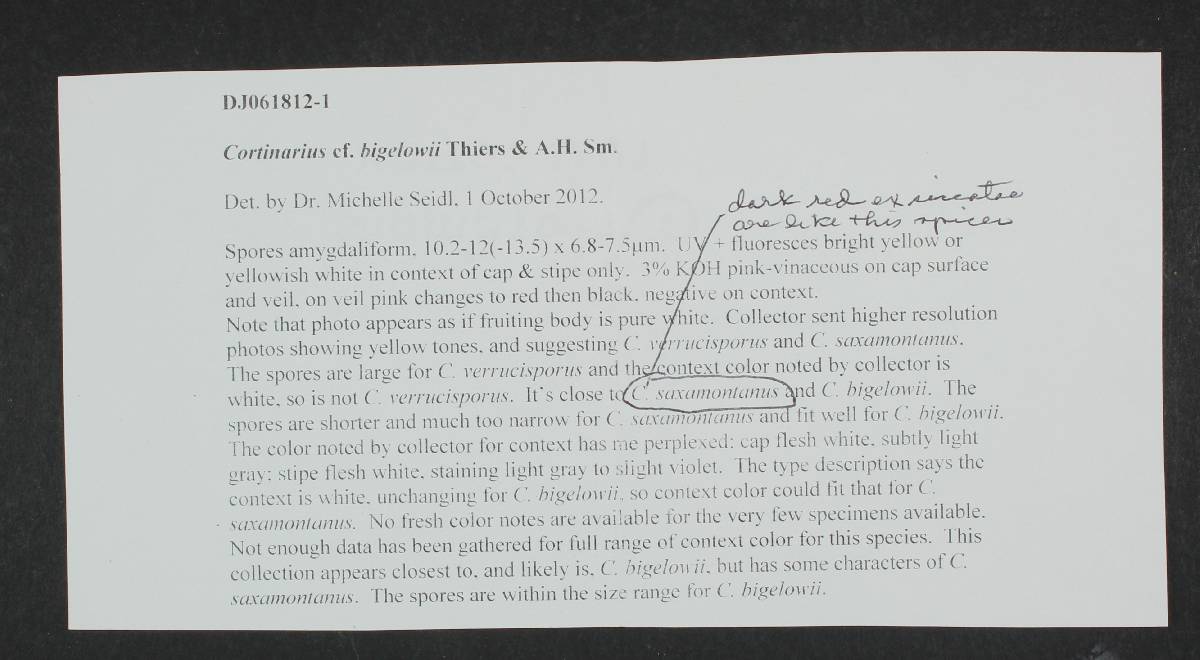 DJ061812-1
Cortinarius cf. bigelowii Thiers & A.H. Sm.
Det. by Dr. Michelle Seidl, 1 October 2012.
dark red exsiccatae
are like this species
Spores amygdaliform, 10.2-12(-13.5) x 6.8-7.5µm. UV + fluoresces bright yellow or
yellowish white in context of cap & stipe only. 3% KOH pink-vinaceous on cap surface
and veil, on veil pink changes to red then black, negative on context.
Note that photo appears as if fruiting body is pure white. Collector sent higher resolution
photos showing yellow tones, and suggesting C. verrucisporus and C. saxamontanus.
The spores are large for C. verrucisporus and the context color noted by collector is
white, so is not C. verrucisporus. It's close to C. saxamontanus and C. bigelowii. The
spores are shorter and much too narrow for C. saxamontanus and fit well for C. bigelowii.
The color noted by collector for context has me perplexed: cap flesh white, subtly light
gray; stipe flesh white, staining light gray to slight violet. The type description says the
context is white, unchanging for C. bigelowii, so context color could fit that for C.
saxamontanus. No fresh color notes are available for the very few specimens available.
Not enough data has been gathered for full range of context color for this species. This
collection appears closest to, and likely is, C. bigelowii, but has some characters of C.
saxamontanus. The spores are within the size range for C. bigelowii.